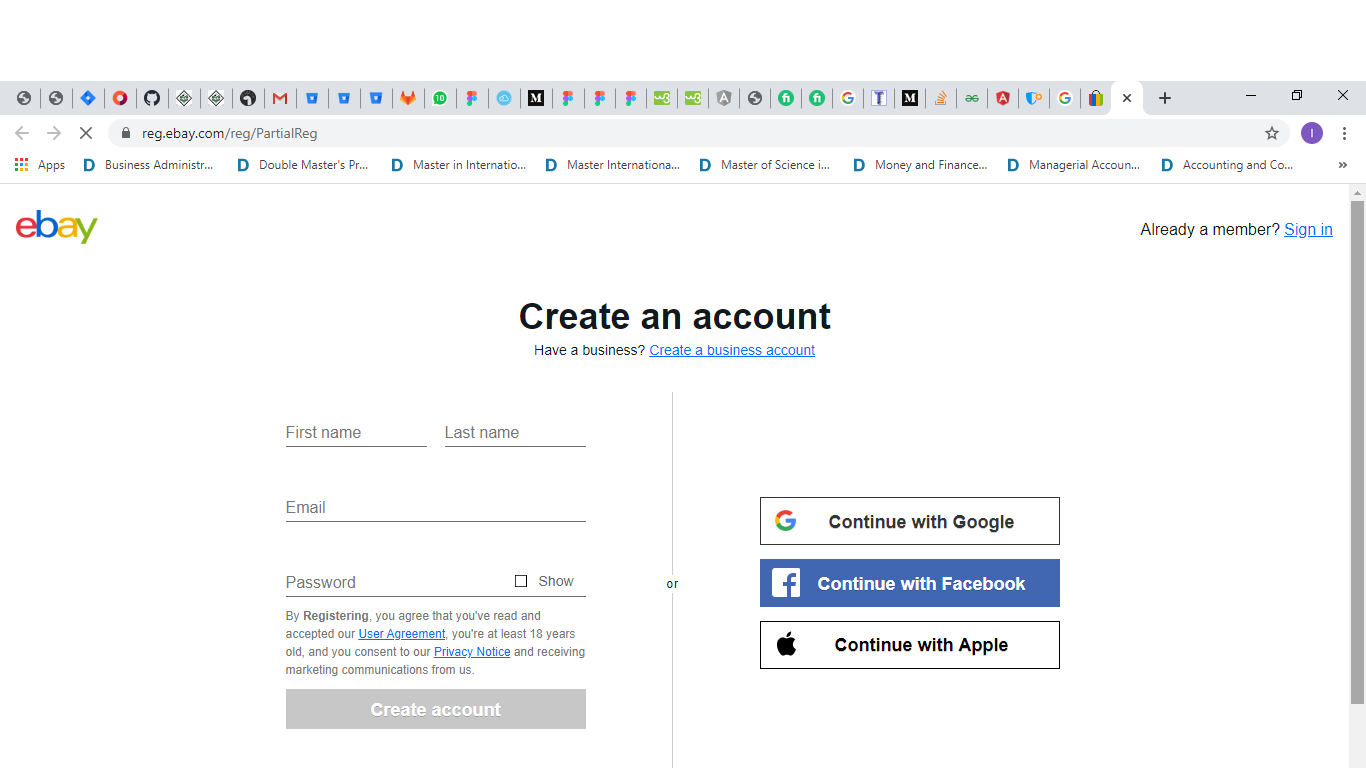 reg.ebay.com/reg/PartialReg
I
Apps
D Business Administr...
D Double Master's Pr...
D Master in Internatio...
D Master Internationa...
D Master of Science i...
D Money and Finance...
D Managerial Accoun...
D Accounting and Co...
»
ebay
Already a member? Sign in
Create an account
Have a business? Create a business account
First name
Last name
Email
Password
Show
By Registering, you agree that you've read and
accepted our User Agreement, you're at least 18 years
old, and you consent to our Privacy Notice and receiving
marketing communications from us.
Create account
or
Continue with Google
Continue with Facebook
Continue with Apple